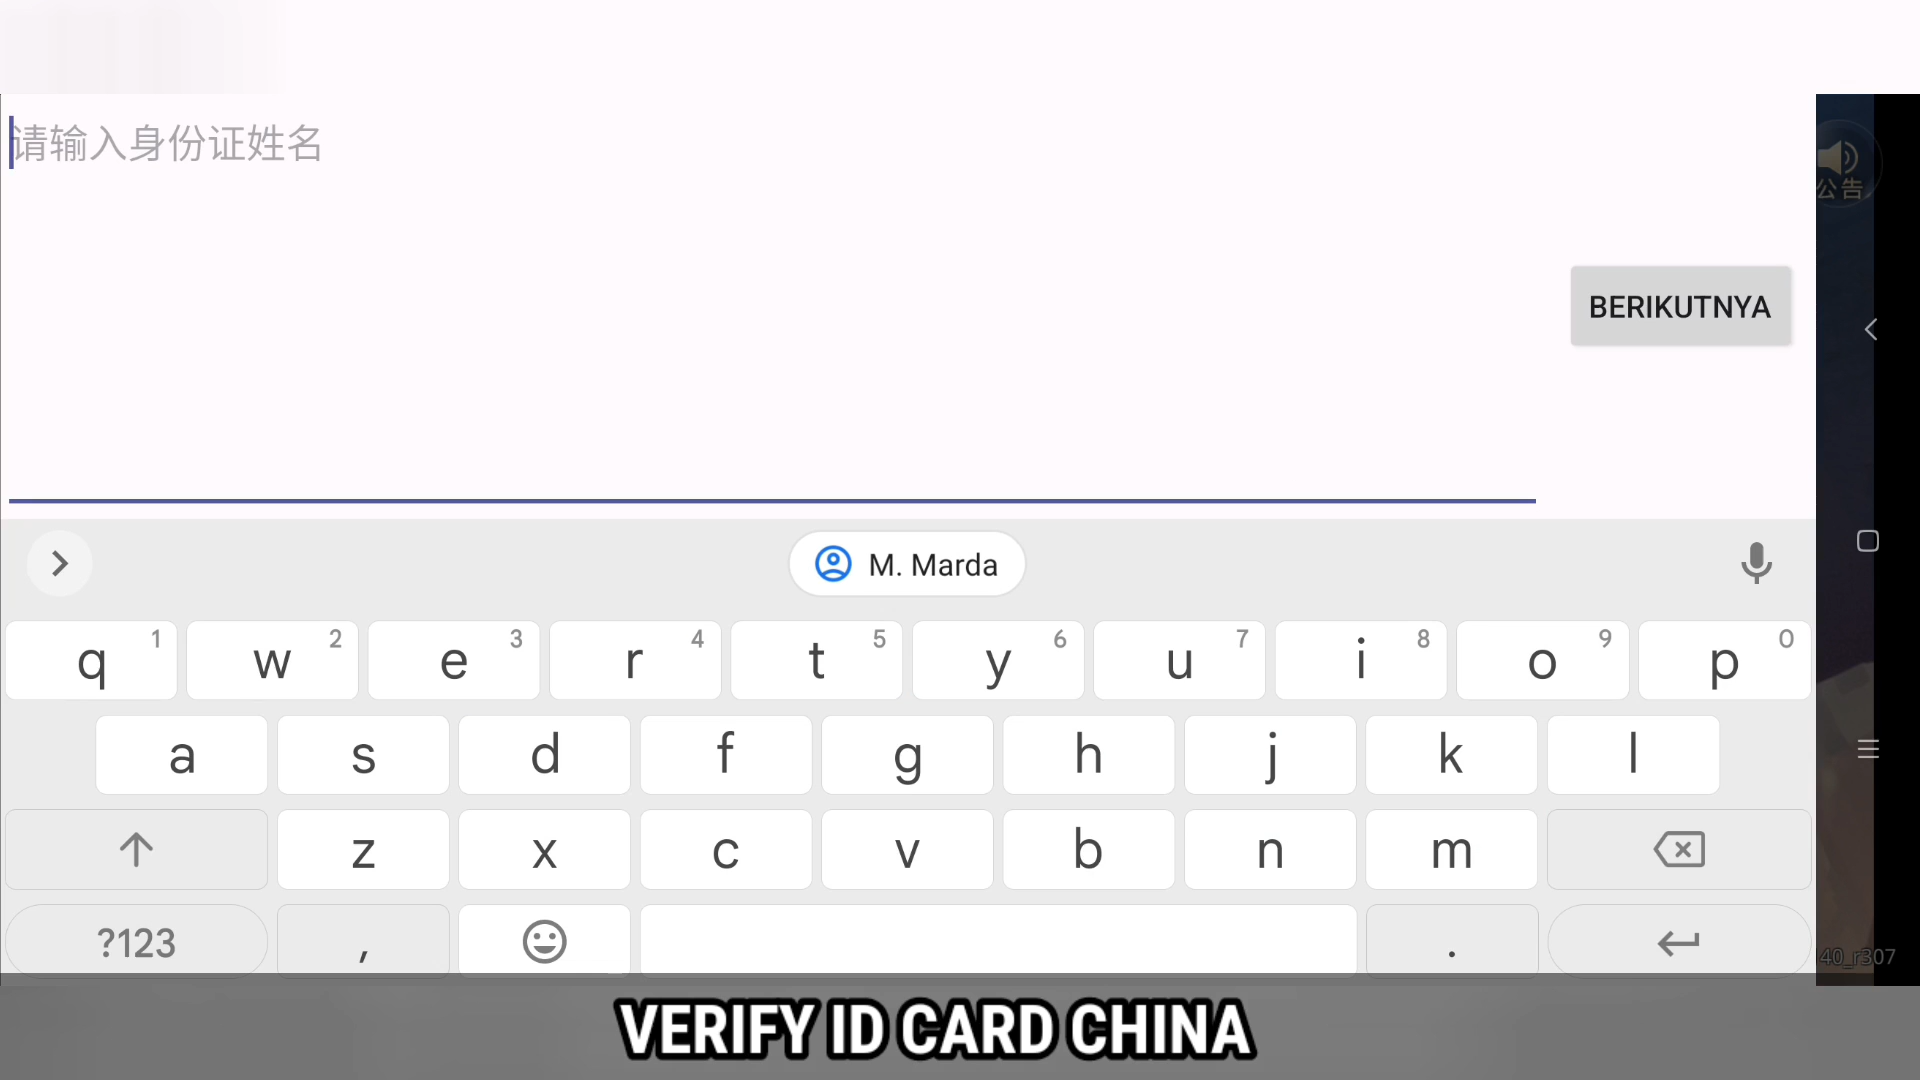 请输入身份证姓名
公告
BERIKUTNYA
M. Marda
q 1 w 2 e 3 r 4 t 5 y 6 u 7 i 8 o 9 p 0
a s d f g h j k l
z x c v b n m
?123 , .
40_r307
VERIFY ID CARD CHINA